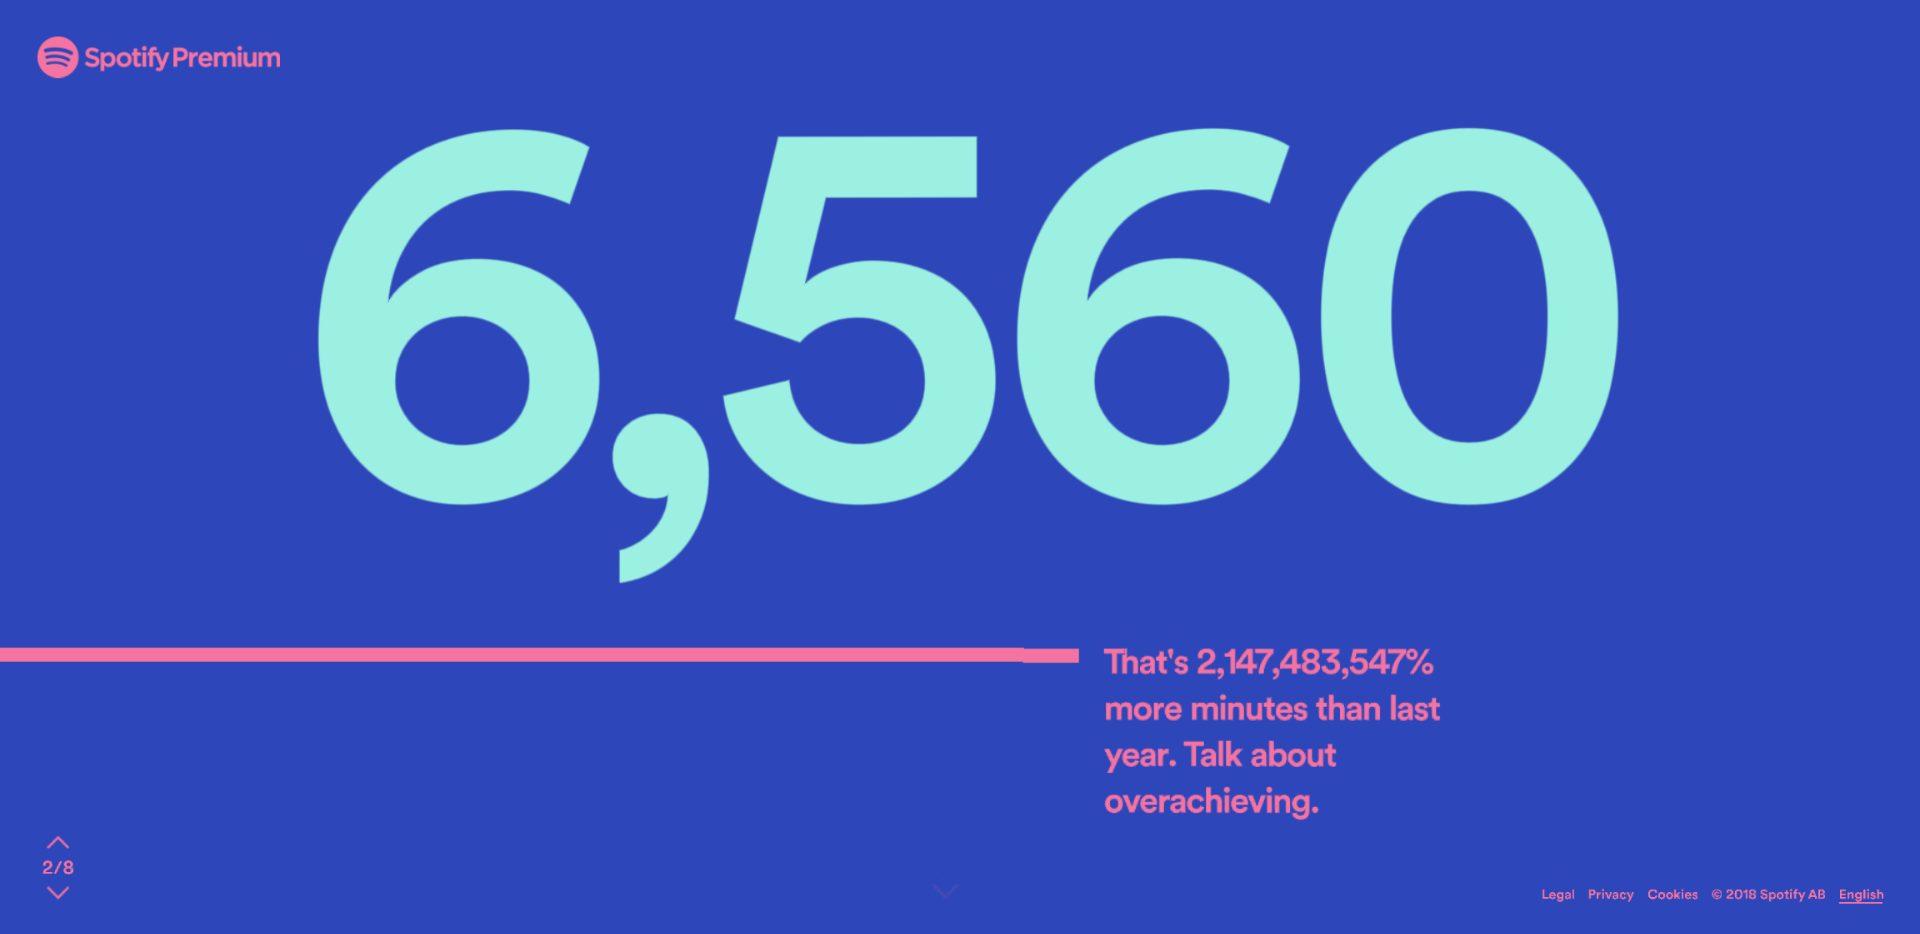 Spotify Premium
6,560
That's 2,147,483,547%
more minutes than last
year. Talk about
overachieving.
2/8
Legal Privacy Cookies © 2018 Spotify AB English